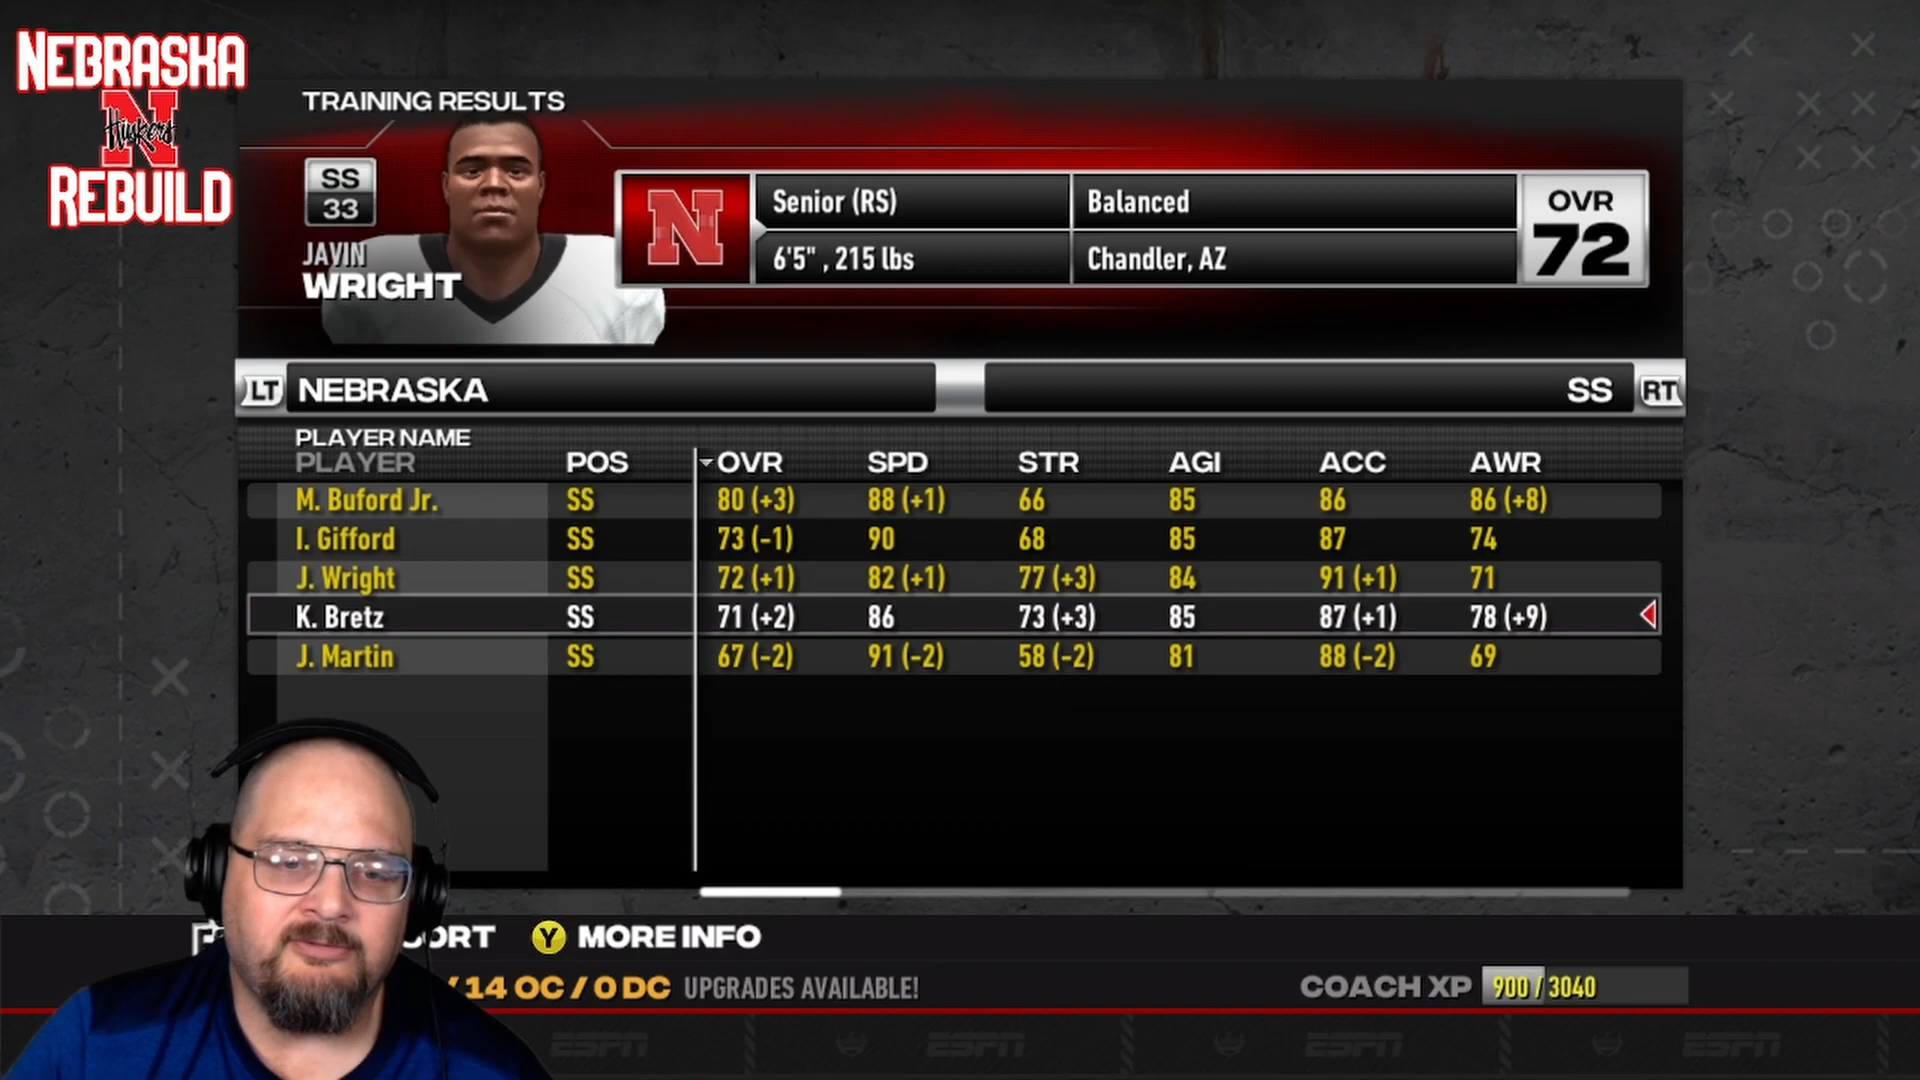 NEBRASKA
N
Huskers
REBUILD
TRAINING RESULTS
SS
33
JAVIN
WRIGHT
N
Senior (RS)
Balanced
6'5" , 215 lbs
Chandler, AZ
OVR
72
LT NEBRASKA SS RT
PLAYER NAME
PLAYER POS OVR SPD STR AGI ACC AWR
M. Buford Jr. SS 80 (+3) 88 (+1) 66 85 86 86 (+8)
I. Gifford SS 73 (-1) 90 68 85 87 74
J. Wright SS 72 (+1) 82 (+1) 77 (+3) 84 91 (+1) 71
K. Bretz SS 71 (+2) 86 73 (+3) 85 87 (+1) 78 (+9)
J. Martin SS 67 (-2) 91 (-2) 58 (-2) 81 88 (-2) 69
Y MORE INFO
/ 14 OC / 0 DC UPGRADES AVAILABLE!
COACH XP 900 / 3040
ESPN ESPN ESPN ESPN